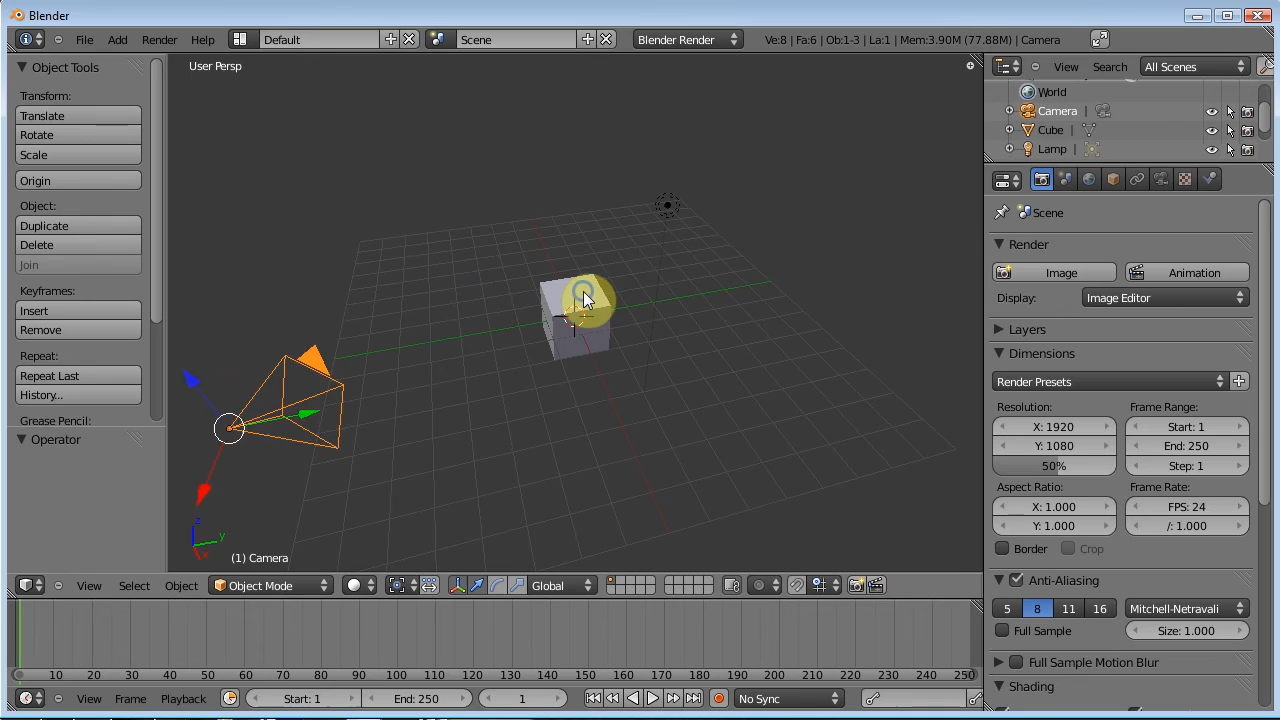 Blender
File Add Render Help Default Scene Blender Render Ve:8 | Fa:6 | Ob:1-3 | La:1 | Mem:3.90M (77.88M) | Camera
Object Tools
Transform:
Translate
Rotate
Scale
Origin
Object:
Duplicate
Delete
Join
Keyframes:
Insert
Remove
Repeat:
Repeat Last
History...
Grease Pencil:
Operator
User Persp
z
y
x
(1) Camera
View Select Object Object Mode Global
10 20 30 40 50 60 70 80 90 100 110 120 130 140 150 160 170 180 190 200 210 220 230 240 250
View Frame Playback Start: 1 End: 250 1 No Sync
View Search All Scenes
World
Camera
Cube
Lamp
Scene
Render
Image Animation
Display: Image Editor
Layers
Dimensions
Render Presets
Resolution: Frame Range:
X: 1920 Start: 1
Y: 1080 End: 250
50% Step: 1
Aspect Ratio: Frame Rate:
X: 1.000 FPS: 24
Y: 1.000 /: 1.000
Border Crop
Anti-Aliasing
5 8 11 16 Mitchell-Netravali
Full Sample Size: 1.000
Full Sample Motion Blur
Shading